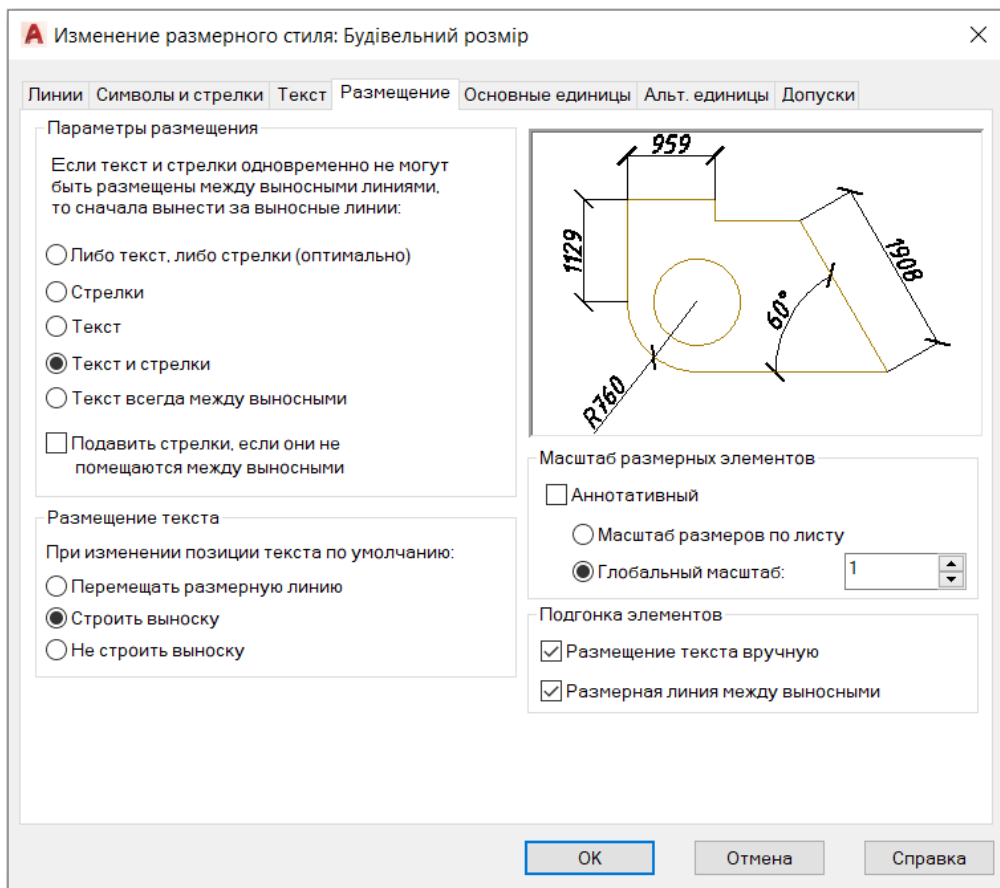 Изменение размерного стиля: Будівельний розмір
Линии Символы и стрелки Текст Размещение Основные единицы Альт. единицы Допуски
Параметры размещения
Если текст и стрелки одновременно не могут
быть размещены между выносными линиями,
то сначала вынести за выносные линии:
Либо текст, либо стрелки (оптимально)
Стрелки
Текст
Текст и стрелки
Текст всегда между выносными
Подавить стрелки, если они не
помещаются между выносными
Размещение текста
При изменении позиции текста по умолчанию:
Перемещать размерную линию
Строить выноску
Не строить выноску
959
1129
1908
60°
R760
Масштаб размерных элементов
Аннотативный
Масштаб размеров по листу
Глобальный масштаб: 1
Подгонка элементов
Размещение текста вручную
Размерная линия между выносными
ОК Отмена Справка